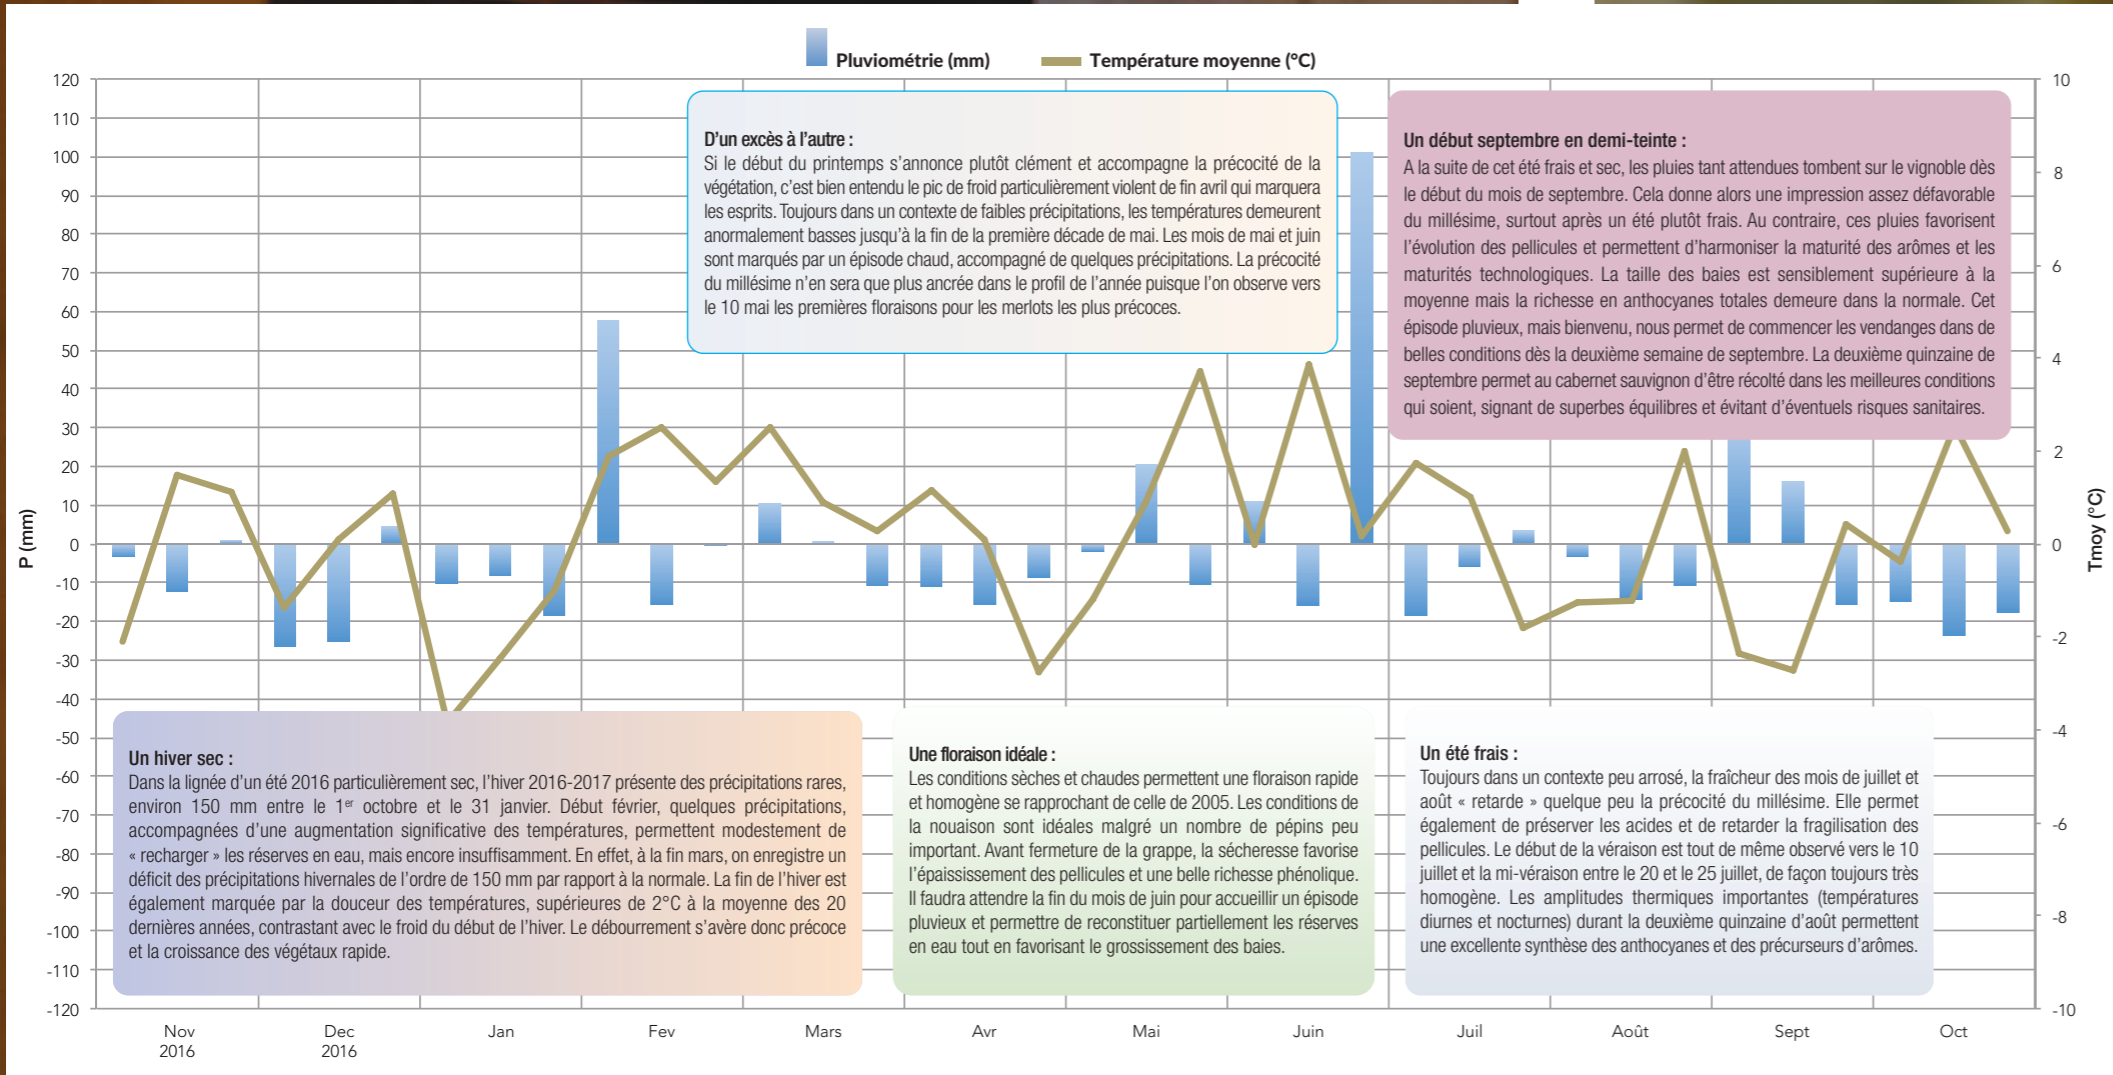 Pluviométrie (mm)
Température moyenne (°C)
P (mm)
120
110
100
90
80
70
60
50
40
30
20
10
0
-10
-20
-30
-40
-50
-60
-70
-80
-90
-100
-110
-120
D'un excès à l'autre :
Si le début du printemps s'annonce plutôt clément et accompagne la précocité de la
végétation, c'est bien entendu le pic de froid particulièrement violent de fin avril qui marquera
les esprits. Toujours dans un contexte de faibles précipitations, les températures demeurent
anormalement basses jusqu'à la fin de la première décade de mai. Les mois de mai et juin
sont marqués par un épisode chaud, accompagné de quelques précipitations. La précocité
du millésime n'en sera que plus ancrée dans le profil de l'année puisque l'on observe vers
le 10 mai les premières floraisons pour les merlots les plus précoces.
Un début septembre en demi-teinte :
A la suite de cet été frais et sec, les pluies tant attendues tombent sur le vignoble dès
le début du mois de septembre. Cela donne alors une impression assez défavorable
du millésime, surtout après un été plutôt frais. Au contraire, ces pluies favorisent
l'évolution des pellicules et permettent d'harmoniser la maturité des arômes et les
maturités technologiques. La taille des baies est sensiblement supérieure à la
moyenne mais la richesse en anthocyanes totales demeure dans la normale. Cet
épisode pluvieux, mais bienvenu, nous permet de commencer les vendanges dans de
belles conditions dès la deuxième semaine de septembre. La deuxième quinzaine de
septembre permet au cabernet sauvignon d'être récolté dans les meilleures conditions
qui soient, signant de superbes équilibres et évitant d'éventuels risques sanitaires.
Un hiver sec :
Dans la lignée d'un été 2016 particulièrement sec, l'hiver 2016-2017 présente des précipitations rares,
environ 150 mm entre le 1er octobre et le 31 janvier. Début février, quelques précipitations,
accompagnées d'une augmentation significative des températures, permettent modestement de
« recharger » les réserves en eau, mais encore insuffisamment. En effet, à la fin mars, on enregistre un
déficit des précipitations hivernales de l'ordre de 150 mm par rapport à la normale. La fin de l'hiver est
également marquée par la douceur des températures, supérieures de 2°C à la moyenne des 20
dernières années, contrastant avec le froid du début de l'hiver. Le débourrement s'avère donc précoce
et la croissance des végétaux rapide.
Une floraison idéale :
Les conditions sèches et chaudes permettent une floraison rapide
et homogène se rapprochant de celle de 2005. Les conditions de
la nouaison sont idéales malgré un nombre de pépins peu
important. Avant fermeture de la grappe, la sécheresse favorise
l'épaississement des pellicules et une belle richesse phénolique.
Il faudra attendre la fin du mois de juin pour accueillir un épisode
pluvieux et permettre de reconstituer partiellement les réserves
en eau tout en favorisant le grossissement des baies.
Un été frais :
Toujours dans un contexte peu arrosé, la fraîcheur des mois de juillet et
août « retarde » quelque peu la précocité du millésime. Elle permet
également de préserver les acides et de retarder la fragilisation des
pellicules. Le début de la véraison est tout de même observé vers le 10
juillet et la mi-véraison entre le 20 et le 25 juillet, de façon toujours très
homogène. Les amplitudes thermiques importantes (températures
diurnes et nocturnes) durant la deuxième quinzaine d'août permettent
une excellente synthèse des anthocyanes et des précurseurs d'arômes.
10
8
6
4
2
0
-2
-4
-6
-8
-10
Tmoy (°C)
Nov
2016
Dec
2016
Jan
Fev
Mars
Avr
Mai
Juin
Juil
Août
Sept
Oct